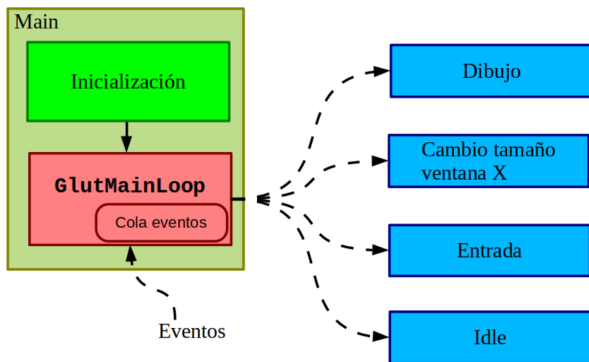 Main
Inicialización
GlutMainLoop
Cola eventos
Eventos
Dibujo
Cambio tamaño
ventana X
Entrada
Idle